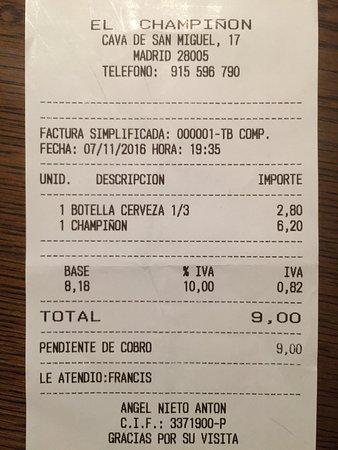 EL CHAMPIÑON
CAVA DE SAN MIGUEL, 17
MADRID 28005
TELEFONO: 915 596 790
FACTURA SIMPLIFICADA: 000001-TB COMP.
FECHA: 07/11/2016 HORA: 19:35
UNID. DESCRIPCION IMPORTE
1 BOTELLA CERVEZA 1/3 2,80
1 CHAMPIÑON 6,20
BASE % IVA IVA
8,18 10,00 0,82
TOTAL 9,00
PENDIENTE DE COBRO 9,00
LE ATENDIO:FRANCIS
ANGEL NIETO ANTON
C.I.F.: 3371900-P
GRACIAS POR SU VISITA